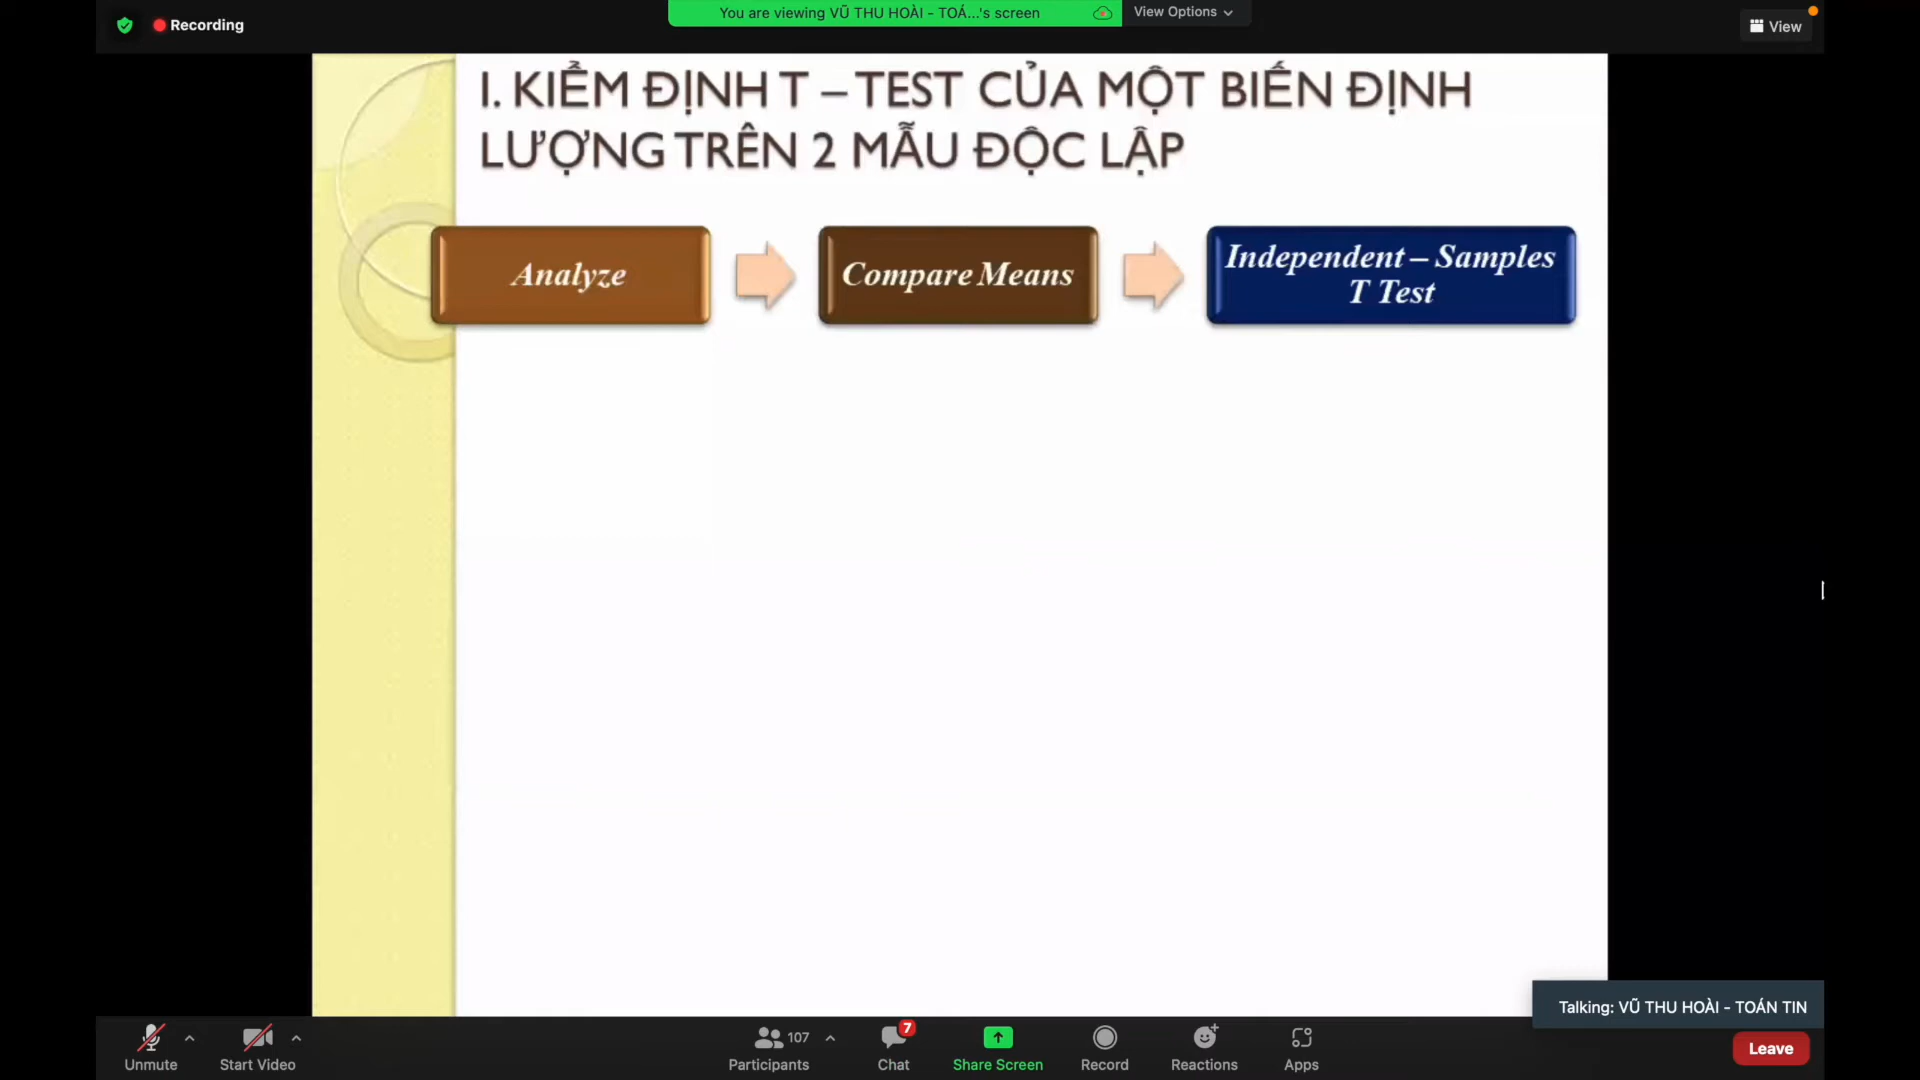 You are viewing VŨ THU HOÀI - TOÁ...'s screen
View Options
Recording
View
I. KIỂM ĐỊNH T – TEST CỦA MỘT BIẾN ĐỊNH
LƯỢNG TRÊN 2 MẪU ĐỘC LẬP
Analyze
Compare Means
Independent – Samples
T Test
Talking: VŨ THU HOÀI - TOÁN TIN
Unmute
Start Video
107
Participants
7
Chat
Share Screen
Record
Reactions
Apps
Leave